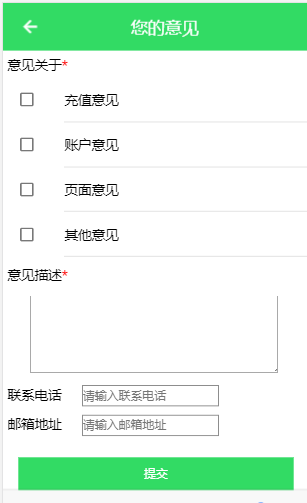 您的意见
意见关于*
充值意见
账户意见
页面意见
其他意见
意见描述*
联系电话 请输入联系电话
邮箱地址 请输入邮箱地址
提交